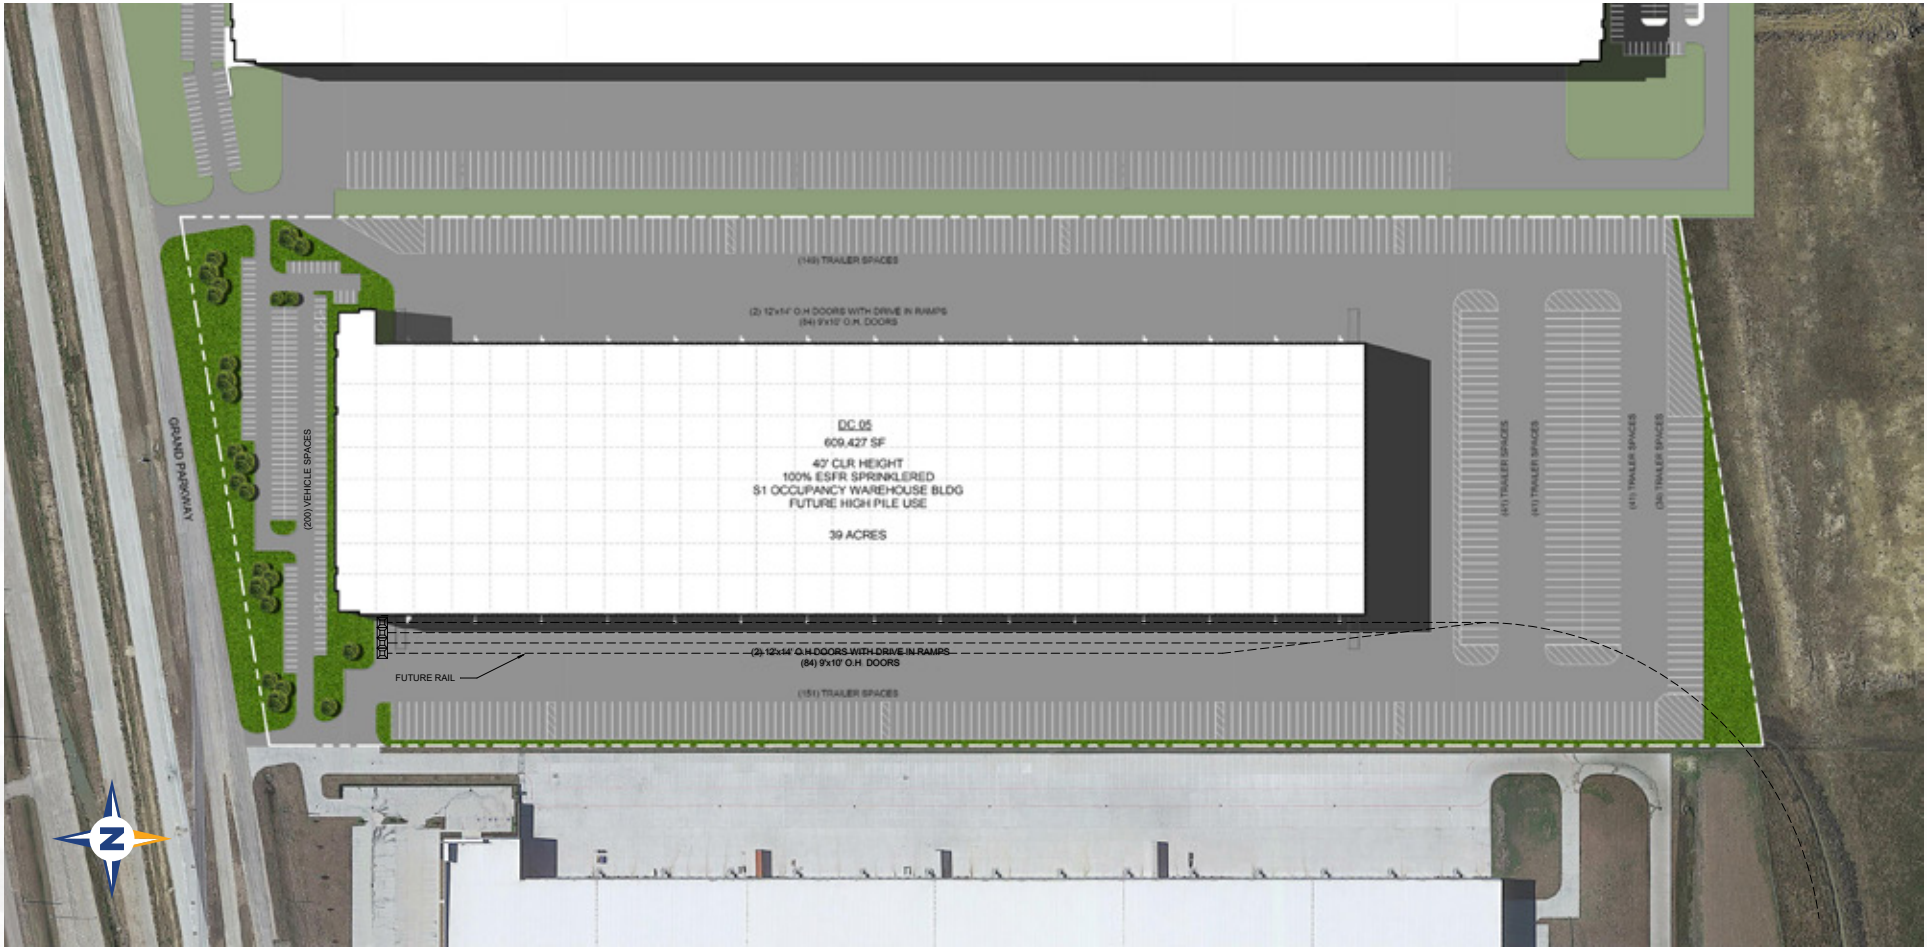 (149) TRAILER SPACES
(2) 12'x14' O.H DOORS WITH DRIVE IN RAMPS
(84) 9'x10' O.H. DOORS
GRAND PARKWAY
(200) VEHICLE SPACES
DC 05
609,427 SF
40' CLR HEIGHT
100% ESFR SPRINKLERED
S1 OCCUPANCY WAREHOUSE BLDG
FUTURE HIGH PILE USE
39 ACRES
(41) TRAILER SPACES
(41) TRAILER SPACES
(41) TRAILER SPACES
(34) TRAILER SPACES
(2) 12'x14' O.H DOORS WITH DRIVE IN RAMPS
(84) 9'x10' O.H. DOORS
FUTURE RAIL
(151) TRAILER SPACES
N